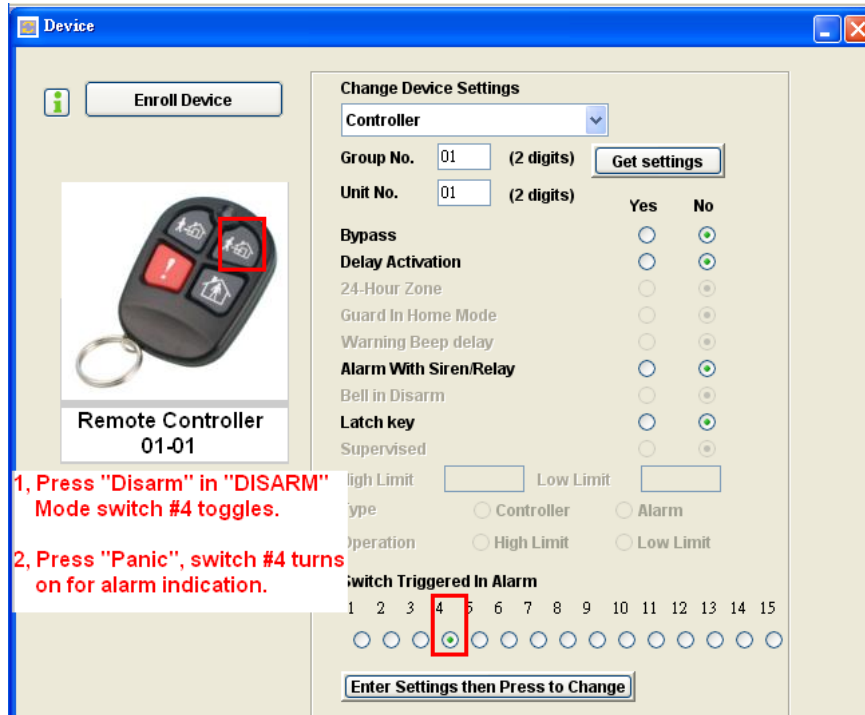 Device
Enroll Device
Remote Controller
01-01
1, Press "Disarm" in "DISARM"
Mode switch #4 toggles.
2, Press "Panic", switch #4 turns
on for alarm indication.
Change Device Settings
Controller
Group No. 01 (2 digits) Get settings
Unit No. 01 (2 digits)
Yes No
Bypass
Delay Activation
24-Hour Zone
Guard In Home Mode
Warning Beep delay
Alarm With Siren/Relay
Bell in Disarm
Latch key
Supervised
High Limit Low Limit
Type Controller Alarm
Operation High Limit Low Limit
Switch Triggered In Alarm
1 2 3 4 5 6 7 8 9 10 11 12 13 14 15
Enter Settings then Press to Change